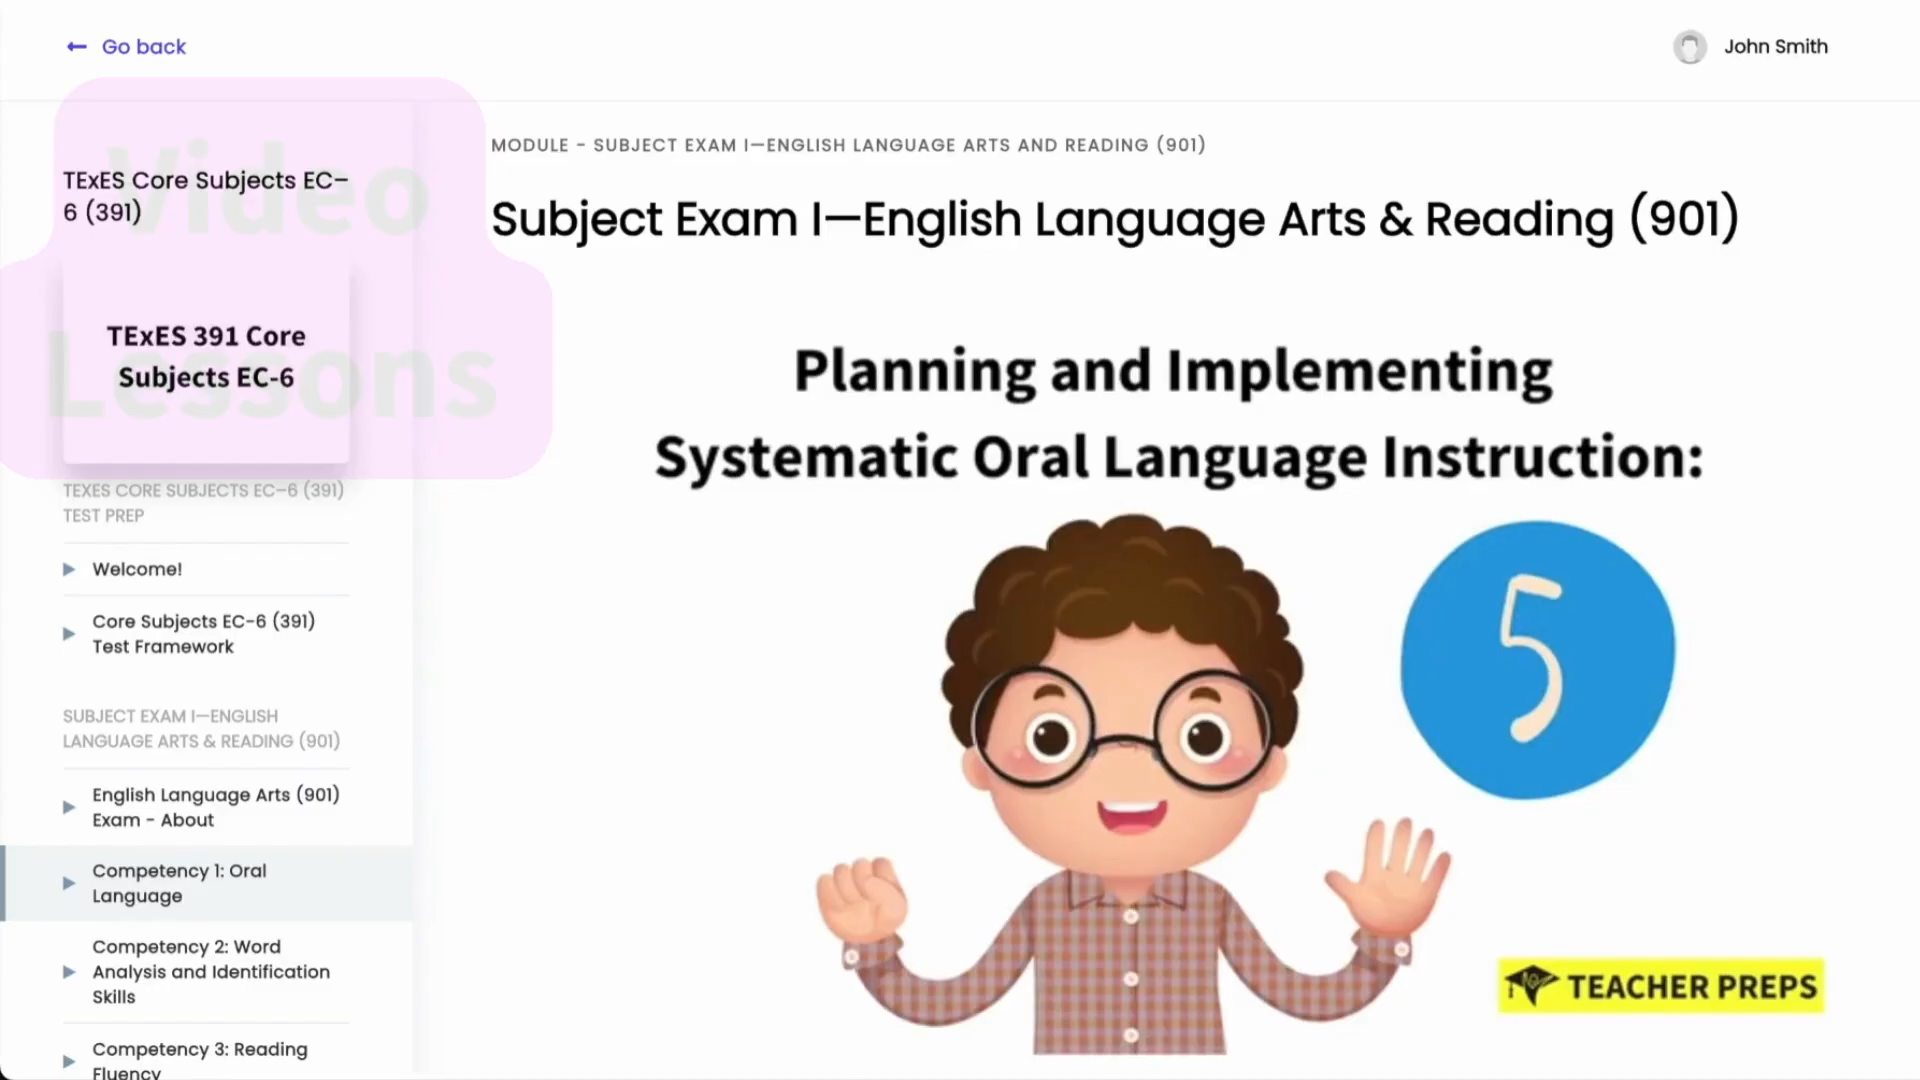 Go back
John Smith
Video
Lessons
TExES Core Subjects EC–
6 (391)
TExES 391 Core
Subjects EC-6
TEXES CORE SUBJECTS EC–6 (391)
TEST PREP
Welcome!
Core Subjects EC-6 (391)
Test Framework
SUBJECT EXAM I—ENGLISH
LANGUAGE ARTS & READING (901)
English Language Arts (901)
Exam - About
Competency 1: Oral
Language
Competency 2: Word
Analysis and Identification
Skills
Competency 3: Reading
Fluency
MODULE - SUBJECT EXAM I—ENGLISH LANGUAGE ARTS AND READING (901)
Subject Exam I—English Language Arts & Reading (901)
Planning and Implementing
Systematic Oral Language Instruction:
5
TEACHER PREPS